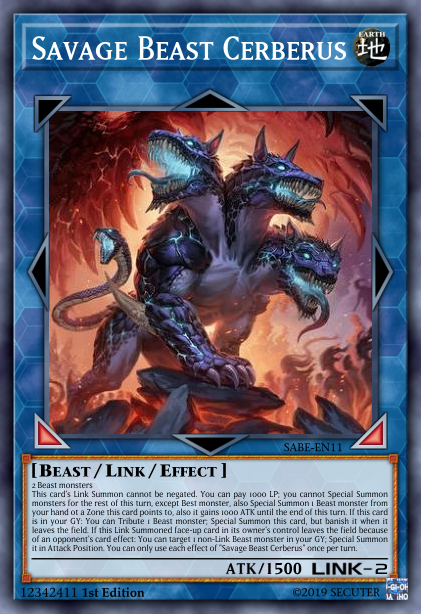 Savage Beast Cerberus
EARTH
地
SABE-EN11
[Beast / Link / Effect]
2 Beast monsters
This card's Link Summon cannot be negated. You can pay 1000 LP; you cannot Special Summon
monsters for the rest of this turn, except Best monster, also Special Summon 1 Beast monster from
your hand ot a Zone this card points to, also it gains 1000 ATK until the end of this turn. If this card
is in your GY: You can Tribute 1 Beast monster; Special Summon this card, but banish it when it
leaves the field. If this Link Summoned face-up card in its owner's control leaves the field because
of an opponent's card effect: You can target 1 non-Link Beast monster in your GY; Special Summon
it in Attack Position. You can only use each effect of "Savage Beast Cerberus" once per turn.
ATK/1500 LINK-2
12342411 1st Edition
©2019 SECUTER